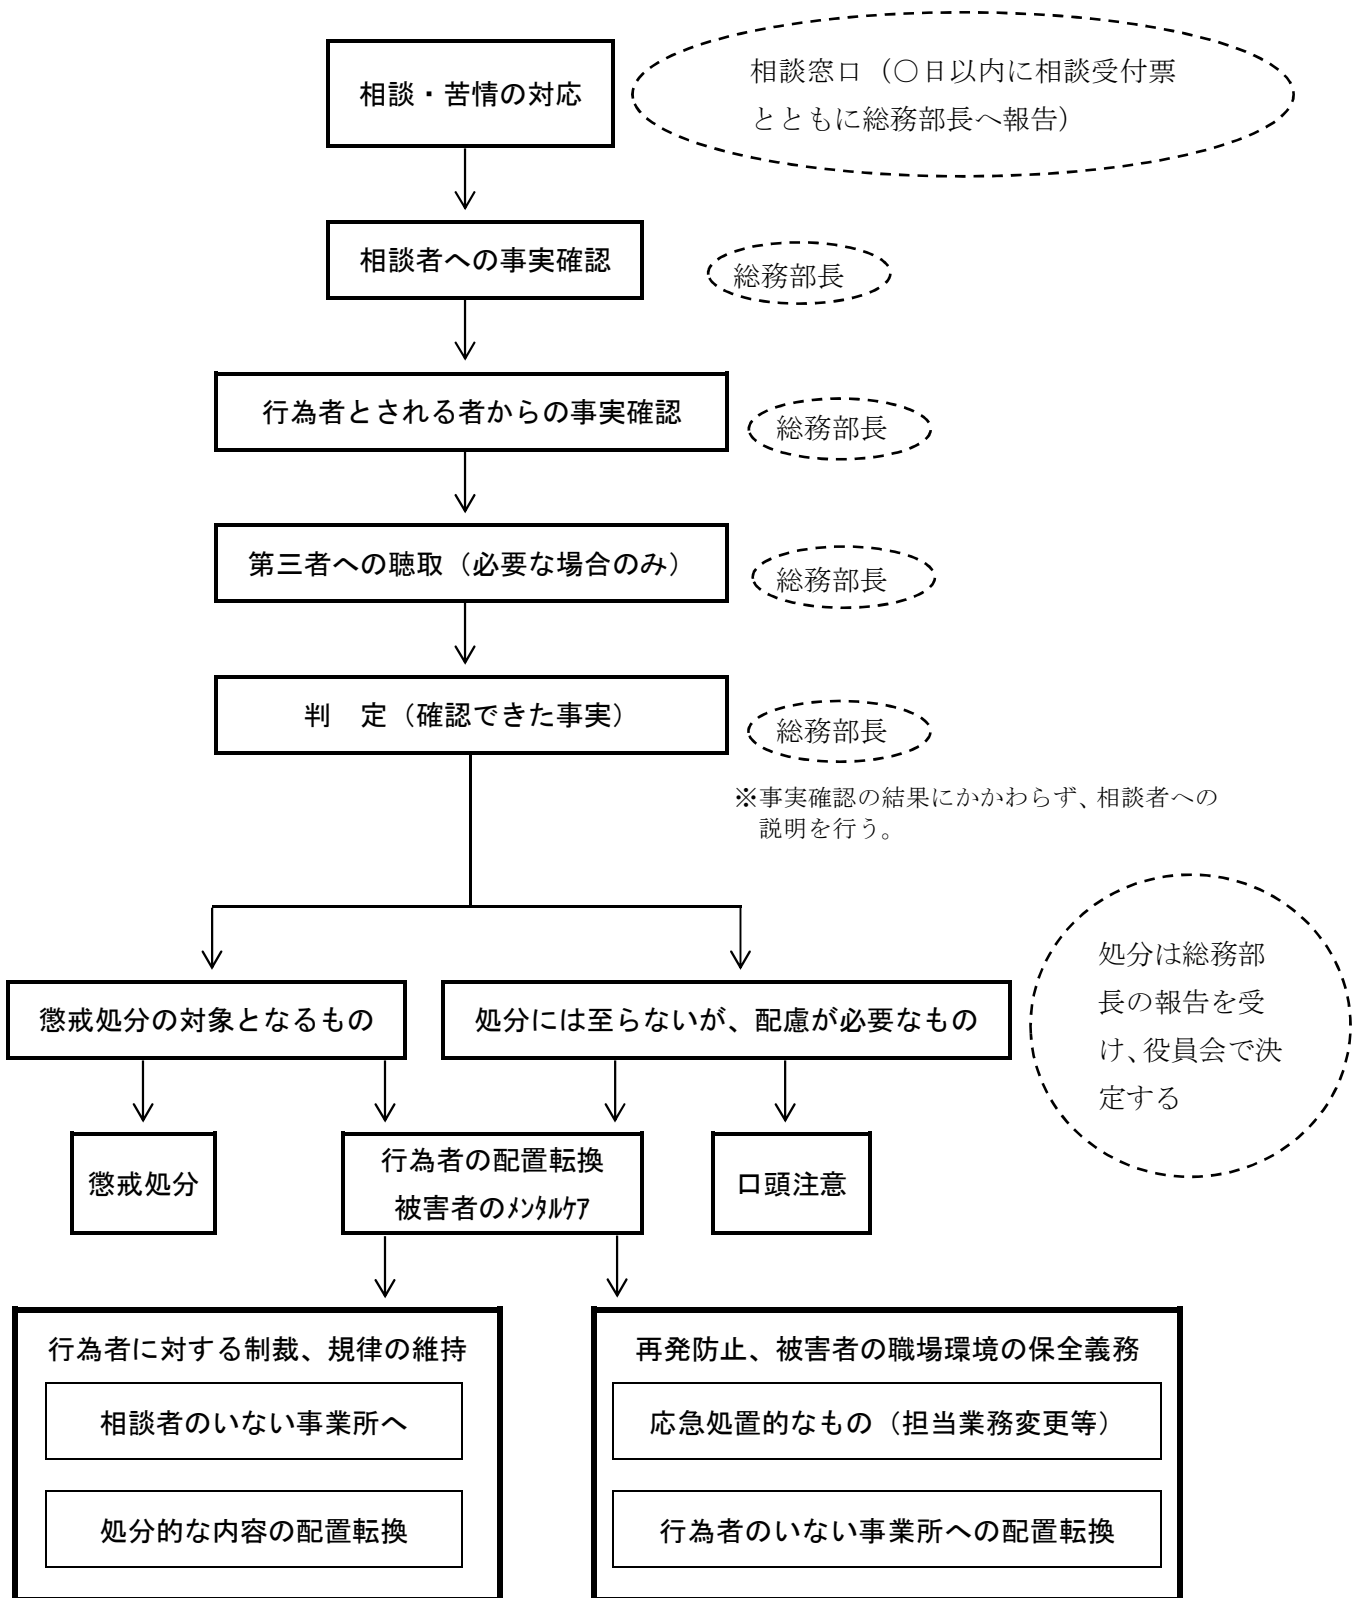 相談・苦情の対応
相談窓口（〇日以内に相談受付票
とともに総務部長へ報告）
相談者への事実確認
総務部長
行為者とされる者からの事実確認
総務部長
第三者への聴取（必要な場合のみ）
総務部長
判　定（確認できた事実）
総務部長
※事実確認の結果にかかわらず、相談者への
説明を行う。
処分は総務部
長の報告を受
け、役員会で決
定する
懲戒処分の対象となるもの
処分には至らないが、配慮が必要なもの
懲戒処分
行為者の配置転換
被害者のﾒﾝﾀﾙｹｱ
口頭注意
行為者に対する制裁、規律の維持
相談者のいない事業所へ
処分的な内容の配置転換
再発防止、被害者の職場環境の保全義務
応急処置的なもの（担当業務変更等）
行為者のいない事業所への配置転換